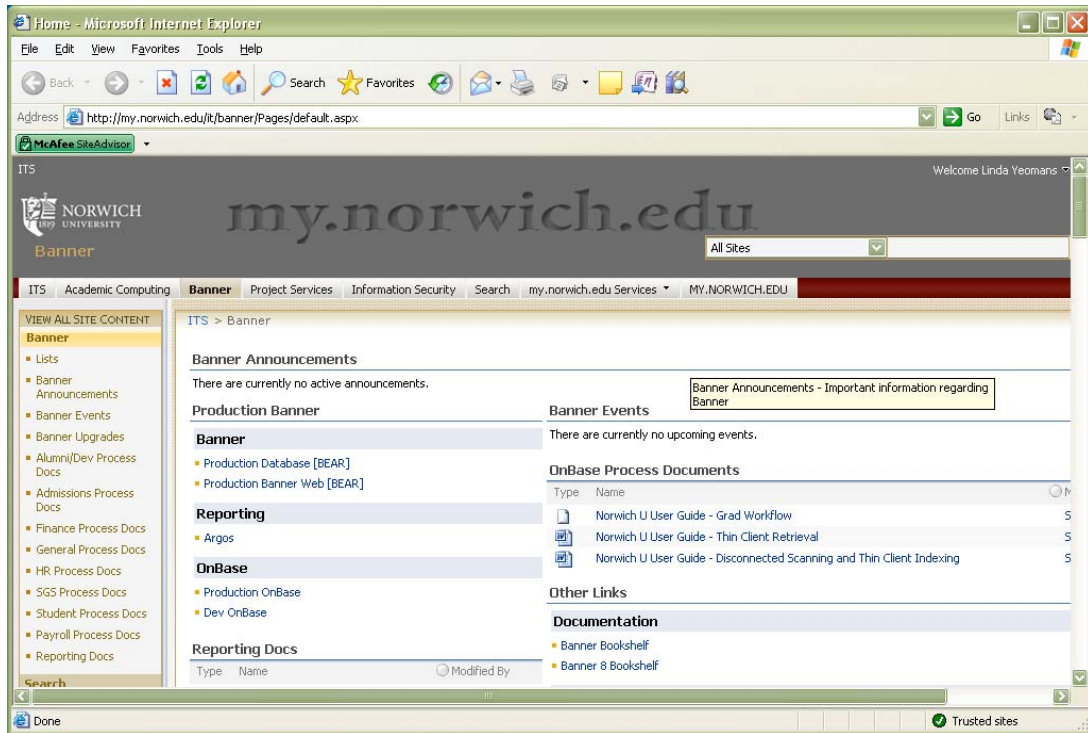 Home - Microsoft Internet Explorer
File Edit View Favorites Tools Help
Back Search Favorites
Address http://my.norwich.edu/it/banner/Pages/default.aspx Go Links
McAfee SiteAdvisor
ITS Welcome Linda Yeomans
NORWICH
UNIVERSITY
1819
my.norwich.edu
Banner
All Sites
ITS Academic Computing Banner Project Services Information Security Search my.norwich.edu Services MY.NORWICH.EDU
VIEW ALL SITE CONTENT
Banner
Lists
Banner
Announcements
Banner Events
Banner Upgrades
Alumni/Dev Process
Docs
Admissions Process
Docs
Finance Process Docs
General Process Docs
HR Process Docs
SGS Process Docs
Student Process Docs
Payroll Process Docs
Reporting Docs
Search
ITS > Banner
Banner Announcements
There are currently no active announcements.
Banner Announcements - Important information regarding
Banner
Production Banner
Banner
Production Database [BEAR]
Production Banner Web [BEAR]
Reporting
Argos
OnBase
Production OnBase
Dev OnBase
Reporting Docs
Type Name Modified By
Banner Events
There are currently no upcoming events.
OnBase Process Documents
Type Name
Norwich U User Guide - Grad Workflow
Norwich U User Guide - Thin Client Retrieval
Norwich U User Guide - Disconnected Scanning and Thin Client Indexing
Other Links
Documentation
Banner Bookshelf
Banner 8 Bookshelf
Done Trusted sites